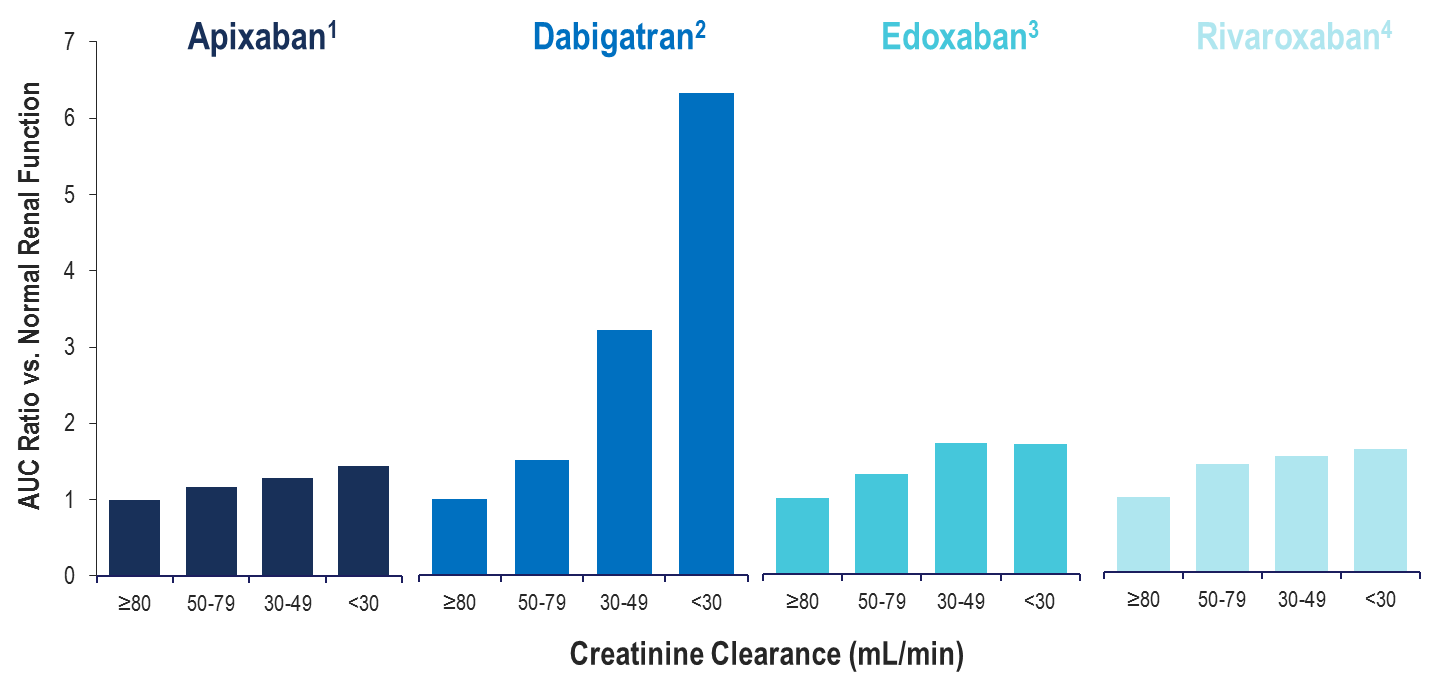 Apixaban¹ Dabigatran² Edoxaban³ Rivaroxaban⁴
AUC Ratio vs. Normal Renal Function
7
6
5
4
3
2
1
0
≥80 50-79 30-49 <30 ≥80 50-79 30-49 <30 ≥80 50-79 30-49 <30 ≥80 50-79 30-49 <30
Creatinine Clearance (mL/min)